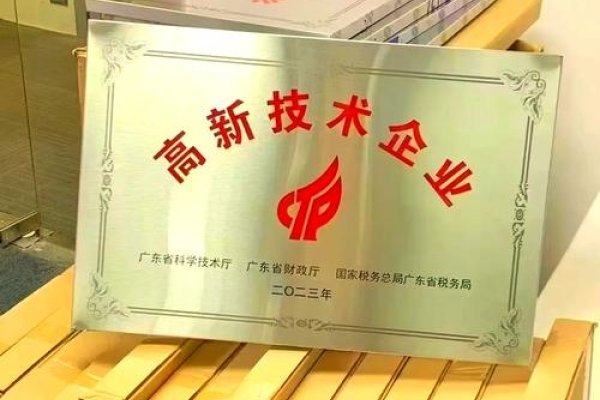 高新技术企业
广东省科学技术厅 广东省财政厅 国家税务总局广东省税务局
二〇二三年